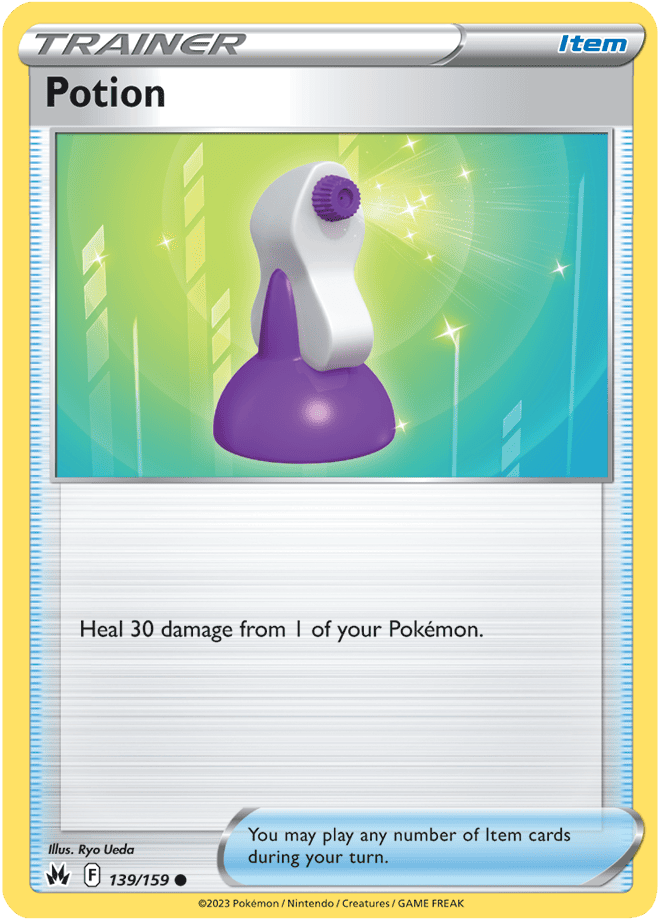 TRAINER
Item
Potion
Heal 30 damage from 1 of your Pokémon.
You may play any number of Item cards
during your turn.
Illus. Ryo Ueda
F 139/159
©2023 Pokémon / Nintendo / Creatures / GAME FREAK